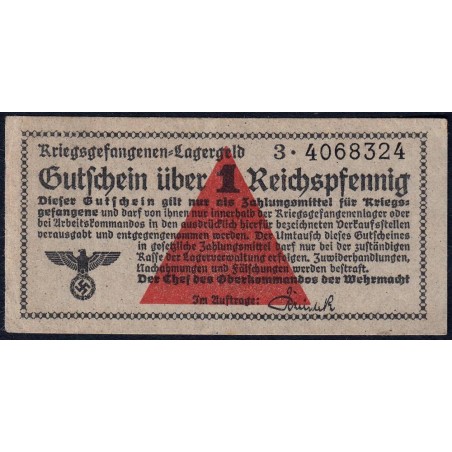 Kriegsgefangenen-Lagergeld 3 · 4068324
Gutschein über 1 Reichspfennig
Dieser Gutschein gilt nur als Zahlungsmittel für Kriegs-
gefangene und darf von ihnen nur innerhalb der Kriegsgefangenenlager oder
bei Arbeitskommandos in den ausdrücklich hierfür bezeichneten Verkaufsstellen
verausgabt und entgegengenommen werden. Der Umtausch dieses Gutscheines
in gesetzliche Zahlungsmittel darf nur bei der zuständigen
Kasse der Lagerverwaltung erfolgen. Zuwiderhandlungen,
Nachahmungen und Fälschungen werden bestraft.
Der Chef des Oberkommandos der Wehrmacht
Im Auftrage: